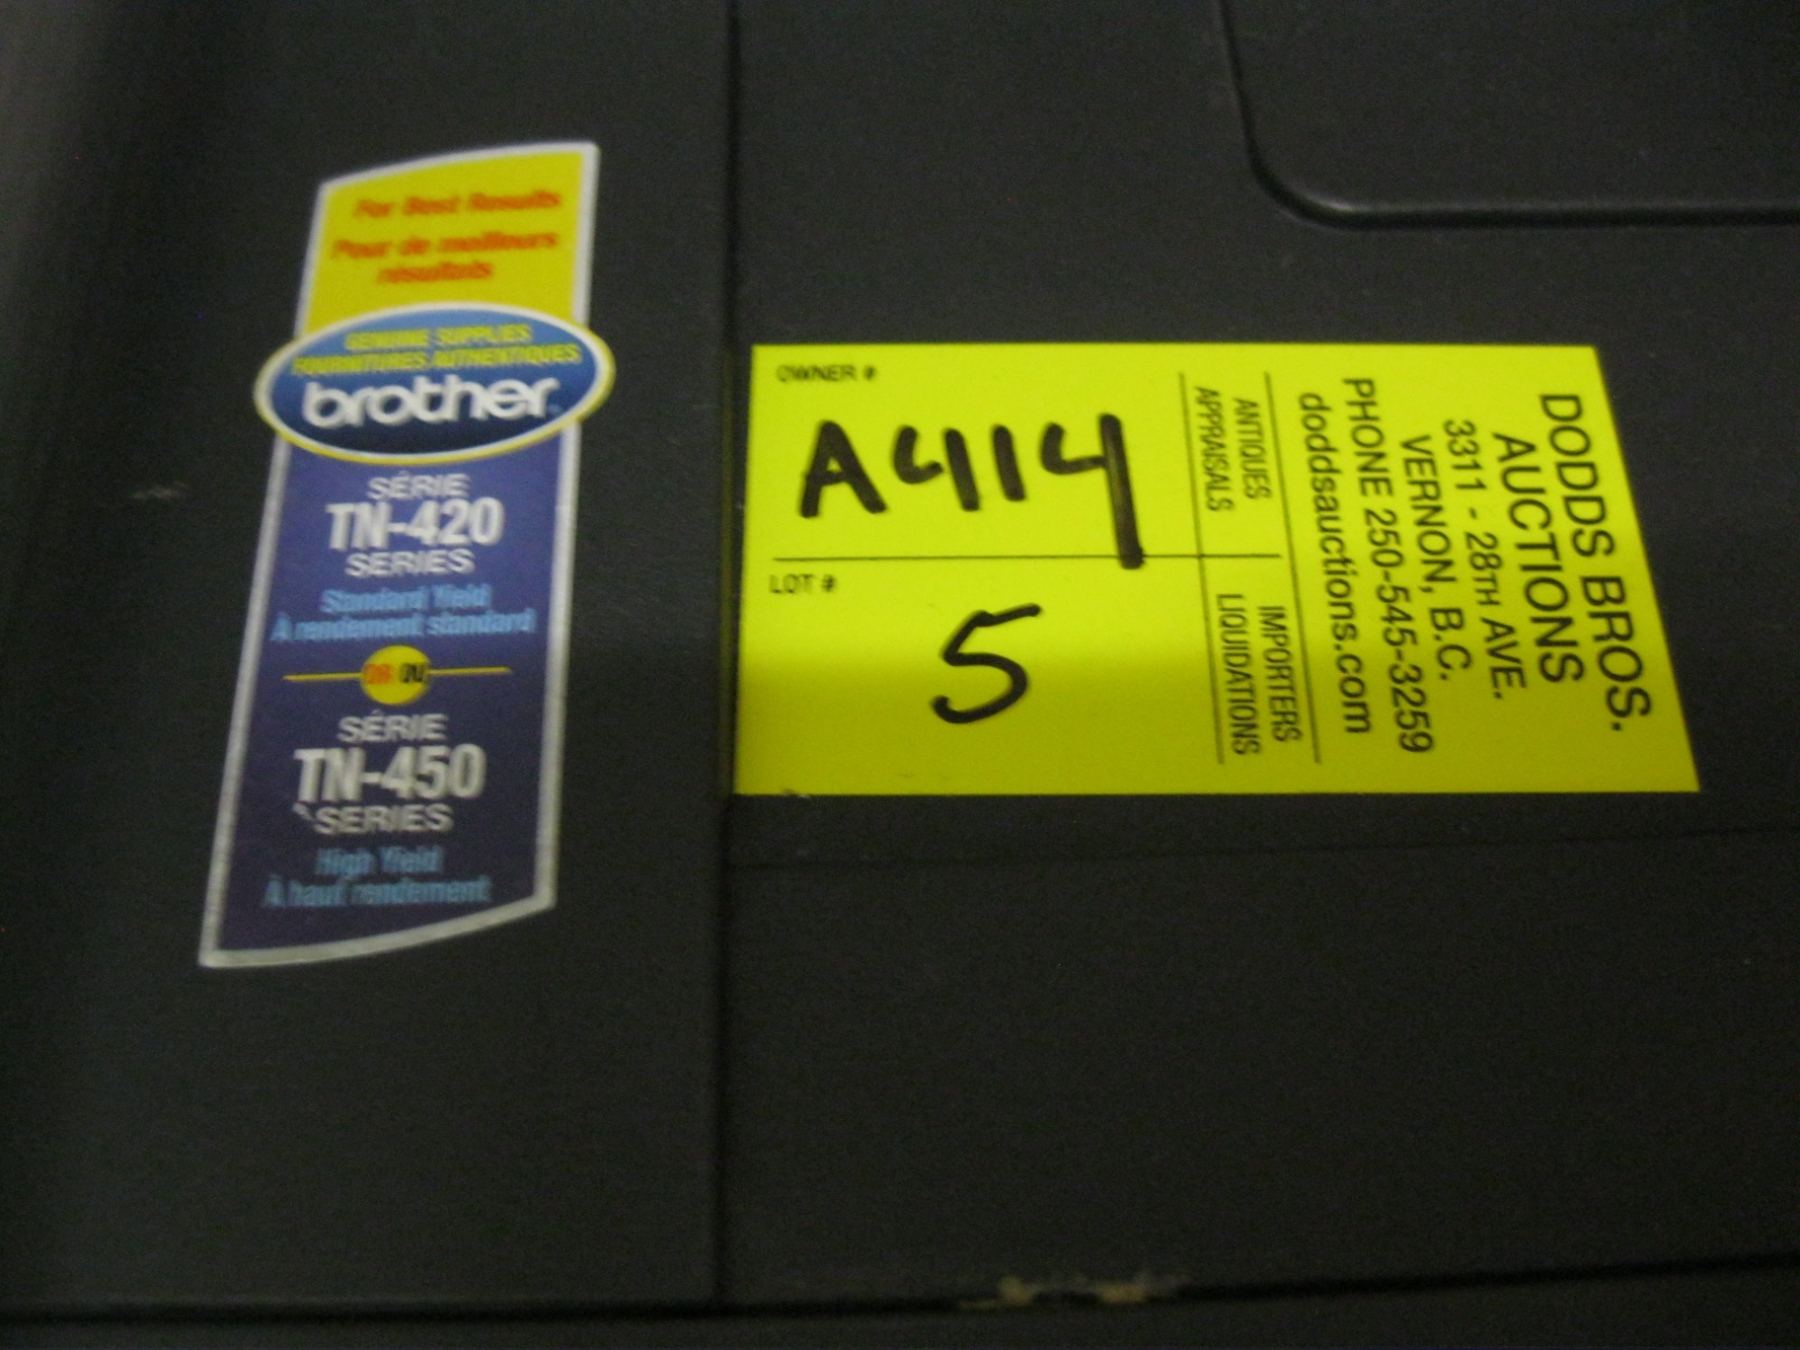 For Best Results
Pour de meilleurs
résultats
GENUINE SUPPLIES
FOURNITURES AUTHENTIQUES
brother
SÉRIE
TN-420
SERIES
Standard Yield
À rendement standard
OR OU
SÉRIE
TN-450
SERIES
High Yield
À haut rendement
OWNER #
A414
LOT #
5
ANTIQUES
APPRAISALS
IMPORTERS
LIQUIDATIONS
DODDS BROS.
AUCTIONS
3311 - 28TH AVE.
VERNON, B.C.
PHONE 250-545-3259
doddsauctions.com